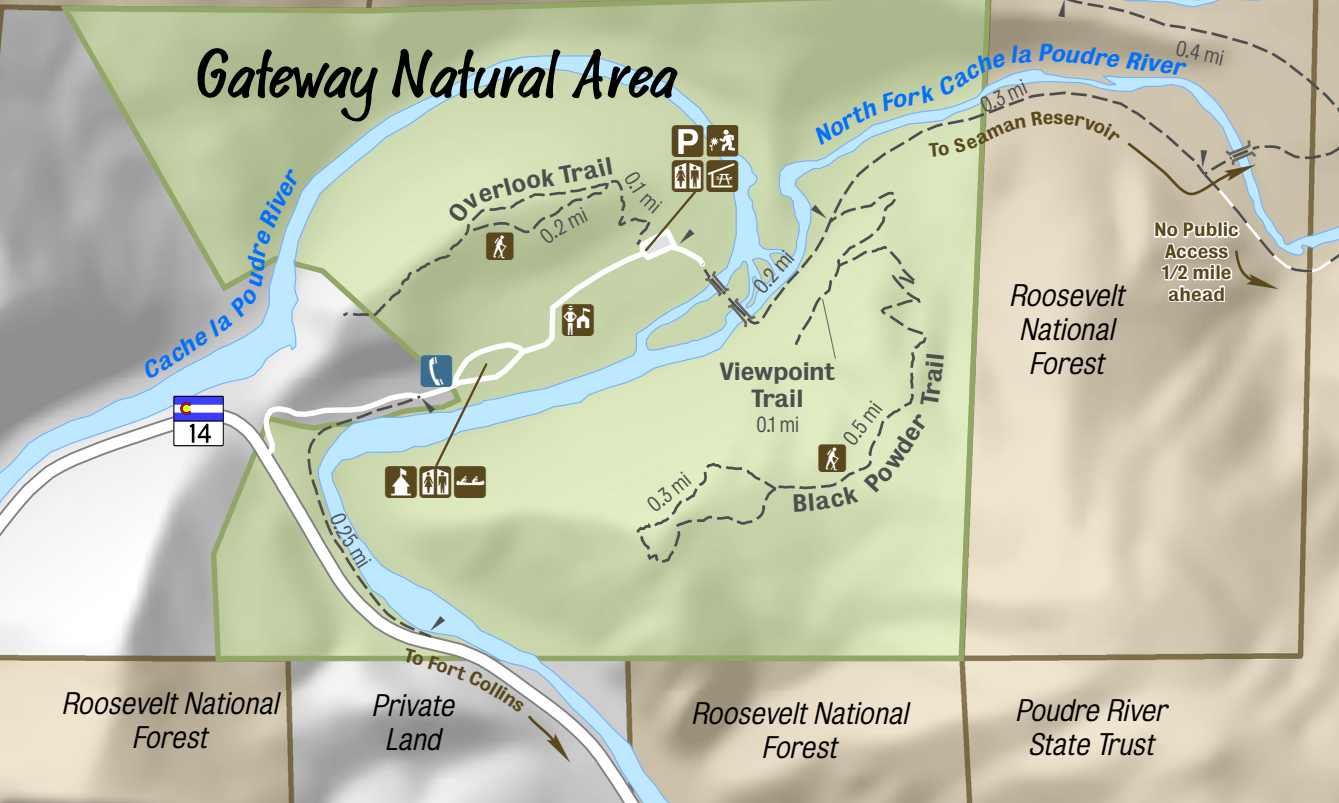 Gateway Natural Area
North Fork Cache la Poudre River
0.4 mi
0.3 mi
To Seaman Reservoir
P
Overlook Trail
0.1 mi
0.2 mi
Cache la Poudre River
0.2 mi
No Public
Access
1/2 mile
ahead
Roosevelt
National
Forest
Viewpoint
Trail
0.1 mi
14
0.5 mi
Black Powder Trail
0.3 mi
0.25 mi
To Fort Collins
Roosevelt National
Forest
Private
Land
Roosevelt National
Forest
Poudre River
State Trust